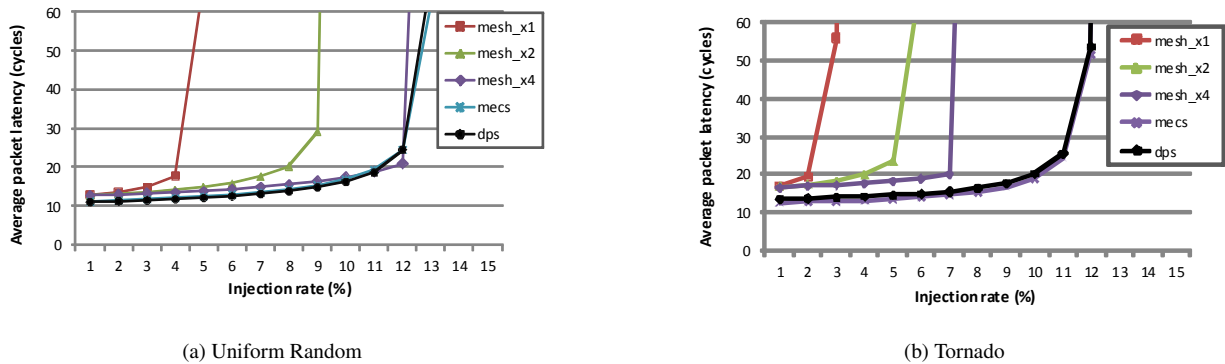 60
50
40
30
20
10
0
Average packet latency (cycles)
1 2 3 4 5 6 7 8 9 10 11 12 13 14 15
Injection rate (%)
mesh_x1
mesh_x2
mesh_x4
mecs
dps
(a) Uniform Random
60
50
40
30
20
10
0
Average packet latency (cycles)
1 2 3 4 5 6 7 8 9 10 11 12 13 14 15
Injection rate (%)
mesh_x1
mesh_x2
mesh_x4
mecs
dps
(b) Tornado